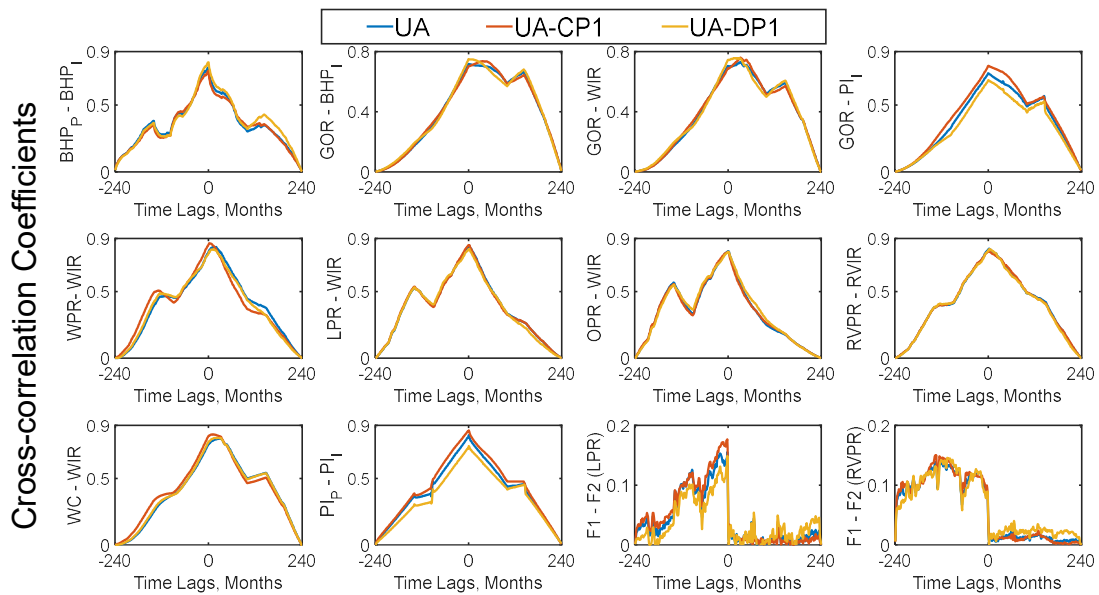 UA UA-CP1 UA-DP1
Cross-correlation Coefficients
BHP_P - BHP_I
0.9
0.5
0
-240 0 240
Time Lags, Months
GOR - BHP_I
0.8
0.4
0
-240 0 240
Time Lags, Months
GOR - WIR
0.8
0.4
0
-240 0 240
Time Lags, Months
GOR - PI_I
0.9
0.5
0
-240 0 240
Time Lags, Months
WPR- WIR
0.9
0.5
0
-240 0 240
Time Lags, Months
LPR - WIR
0.9
0.5
0
-240 0 240
Time Lags, Months
OPR - WIR
0.9
0.5
0
-240 0 240
Time Lags, Months
RVPR - RVIR
0.9
0.5
0
-240 0 240
Time Lags, Months
WC - WIR
0.9
0.5
0
-240 0 240
Time Lags, Months
PI_P - PI_I
0.9
0.5
0
-240 0 240
Time Lags, Months
F1 - F2 (LPR)
0.2
0.1
0
-240 0 240
Time Lags, Months
F1 - F2 (RVPR)
0.2
0.1
0
-240 0 240
Time Lags, Months